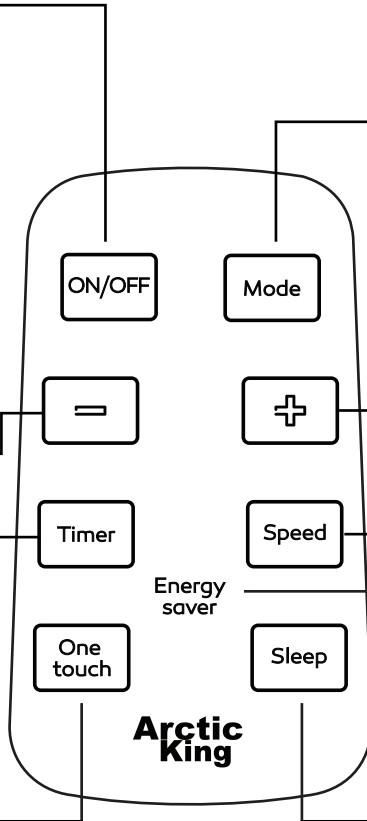 ON/OFF
Mode
−
+
Timer
Speed
Energy
saver
One
touch
Sleep
Arctic
King